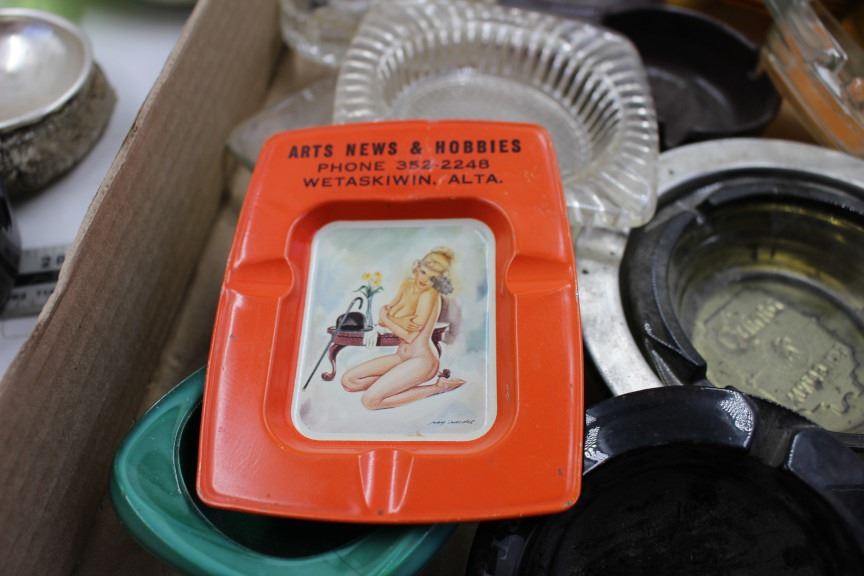 ARTS NEWS & HOBBIES
PHONE 352-2248
WETASKIWIN, ALTA.